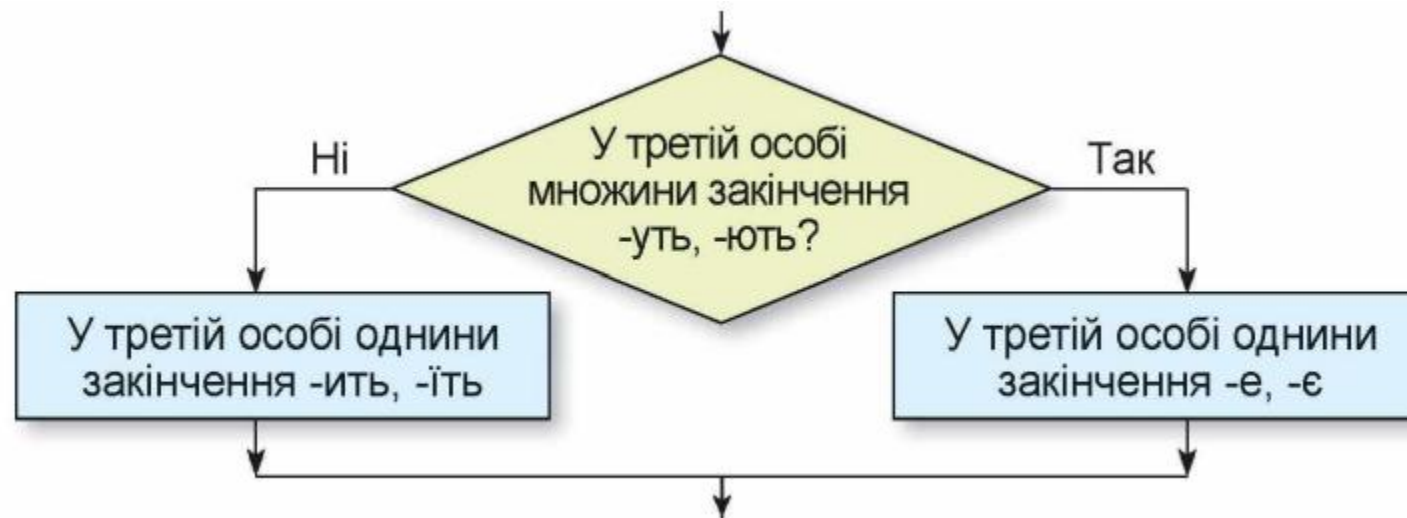 У третій особі
множини закінчення
-уть, -ють?
Ні
Так
У третій особі однини
закінчення -ить, -їть
У третій особі однини
закінчення -е, -є